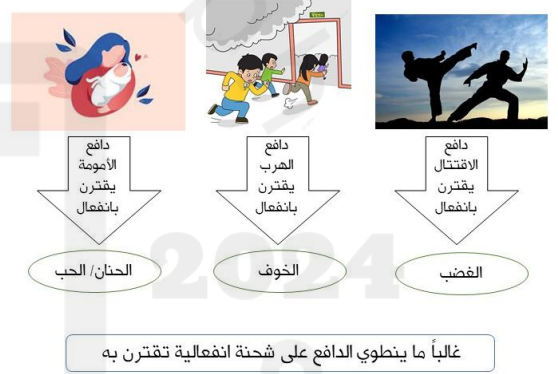 دافع
الاقتتال
يقترن
بانفعال
الغضب
دافع
الهرب
يقترن
بانفعال
الخوف
دافع
الأمومة
يقترن
بانفعال
الحنان/ الحب
2024
غالباً ما ينطوي الدافع على شحنة انفعالية تقترن به